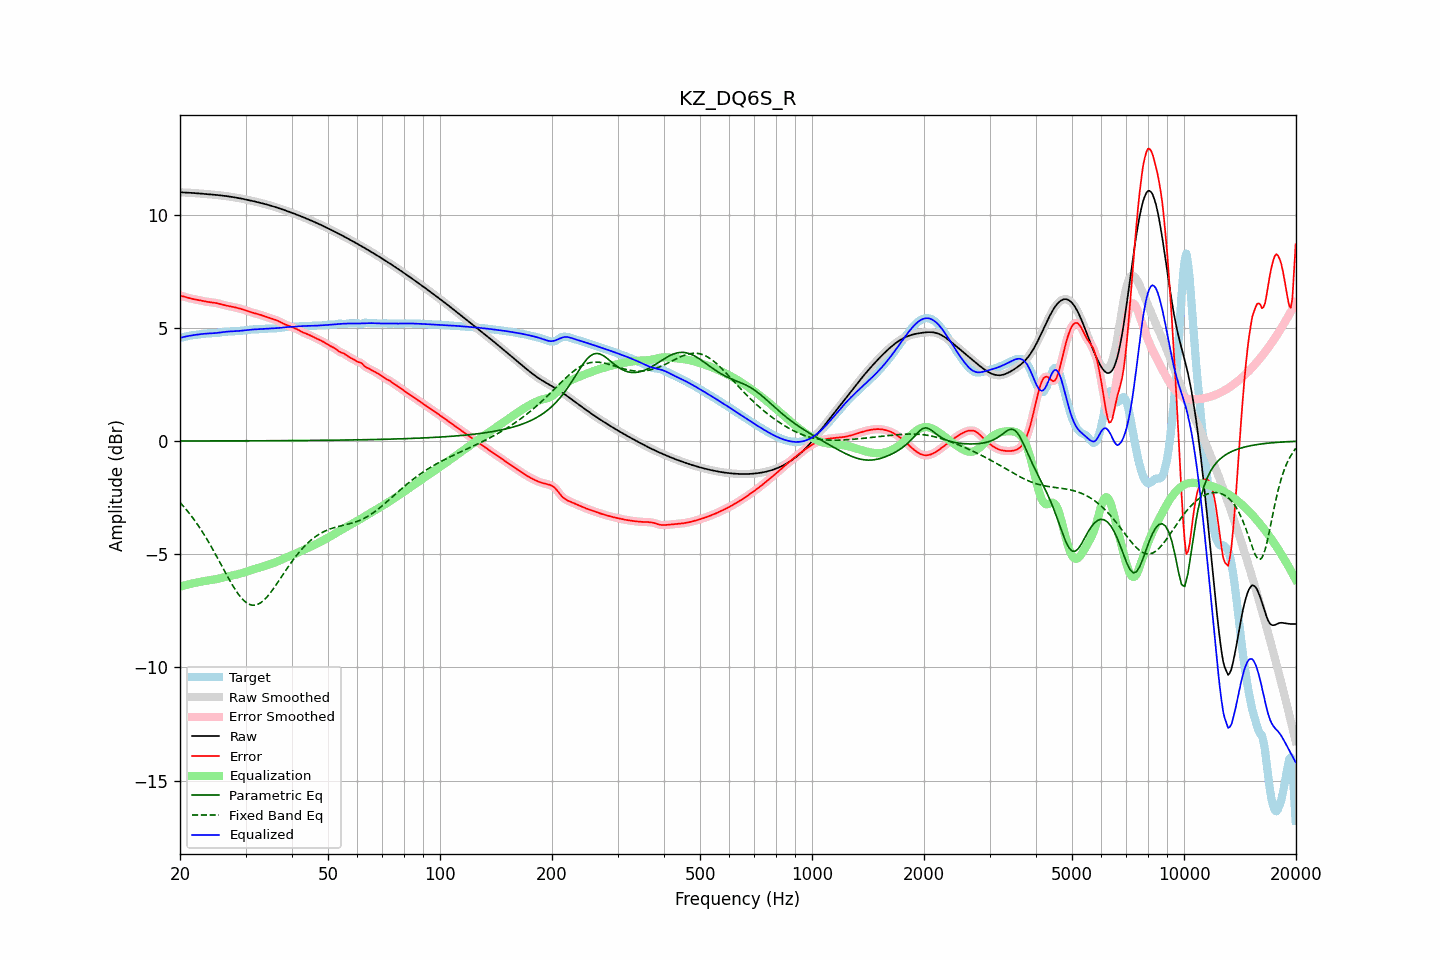 KZ_DQ6S_R
Amplitude (dBr)
10
5
0
−5
−10
−15
Target
Raw Smoothed
Error Smoothed
Raw
Error
Equalization
Parametric Eq
Fixed Band Eq
Equalized
20 50 100 200 500 1000 2000 5000 10000 20000
Frequency (Hz)